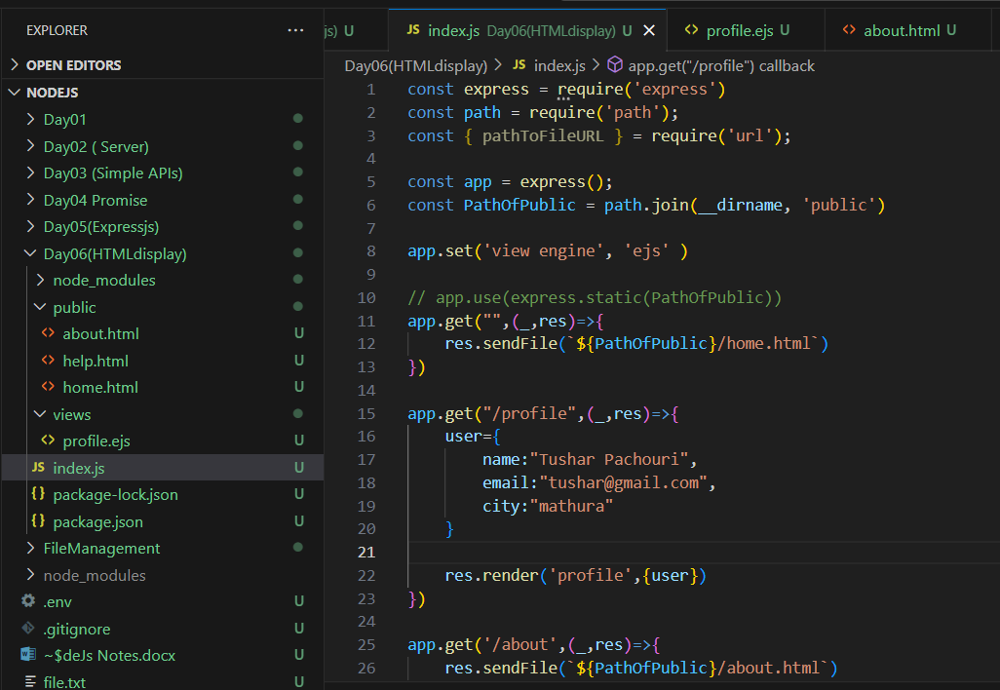 EXPLORER ...
OPEN EDITORS
NODEJS
Day01
Day02 ( Server)
Day03 (Simple APIs)
Day04 Promise
Day05(Expressjs)
Day06(HTMLdisplay)
node_modules
public
about.html U
help.html U
home.html U
views
profile.ejs U
JS index.js U
{} package-lock.json U
{} package.json U
FileManagement
node_modules
.env U
.gitignore U
~$deJs Notes.docx U
file.txt U
js) U JS index.js Day06(HTMLdisplay) U × <> profile.ejs U <> about.html U
Day06(HTMLdisplay) > JS index.js > app.get("/profile") callback
1 const express = require('express')
2 const path = require('path');
3 const { pathToFileURL } = require('url');
4
5 const app = express();
6 const PathOfPublic = path.join(__dirname, 'public')
7
8 app.set('view engine', 'ejs' )
9
10 // app.use(express.static(PathOfPublic))
11 app.get("",(_,res)=>{
12 res.sendFile(`${PathOfPublic}/home.html`)
13 })
14
15 app.get("/profile",(_,res)=>{
16 user={
17 name:"Tushar Pachouri",
18 email:"tushar@gmail.com",
19 city:"mathura"
20 }
21
22 res.render('profile',{user})
23 })
24
25 app.get('/about',(_,res)=>{
26 res.sendFile(`${PathOfPublic}/about.html`)